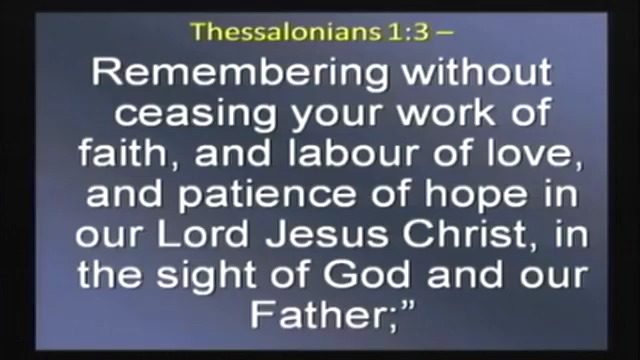 Thessalonians 1:3 –
Remembering without
ceasing your work of
faith, and labour of love,
and patience of hope in
our Lord Jesus Christ, in
the sight of God and our
Father;”